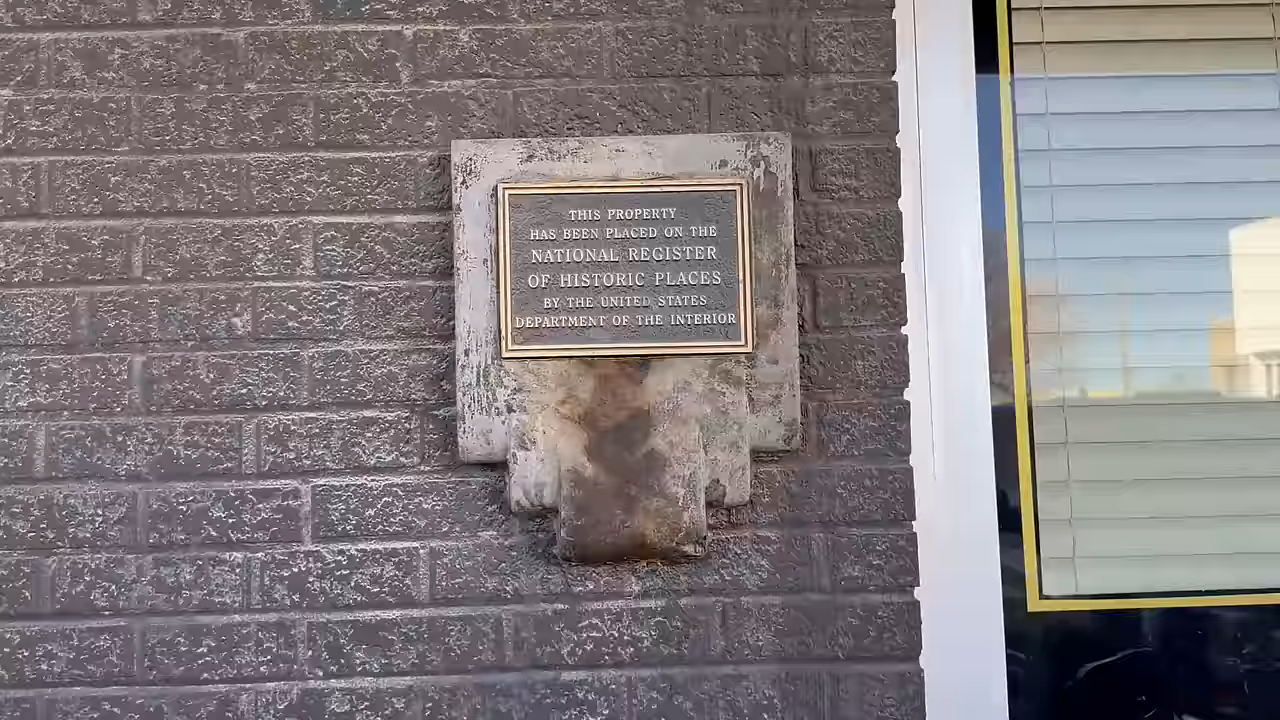 THIS PROPERTY
HAS BEEN PLACED ON THE
NATIONAL REGISTER
OF HISTORIC PLACES
BY THE UNITED STATES
DEPARTMENT OF THE INTERIOR